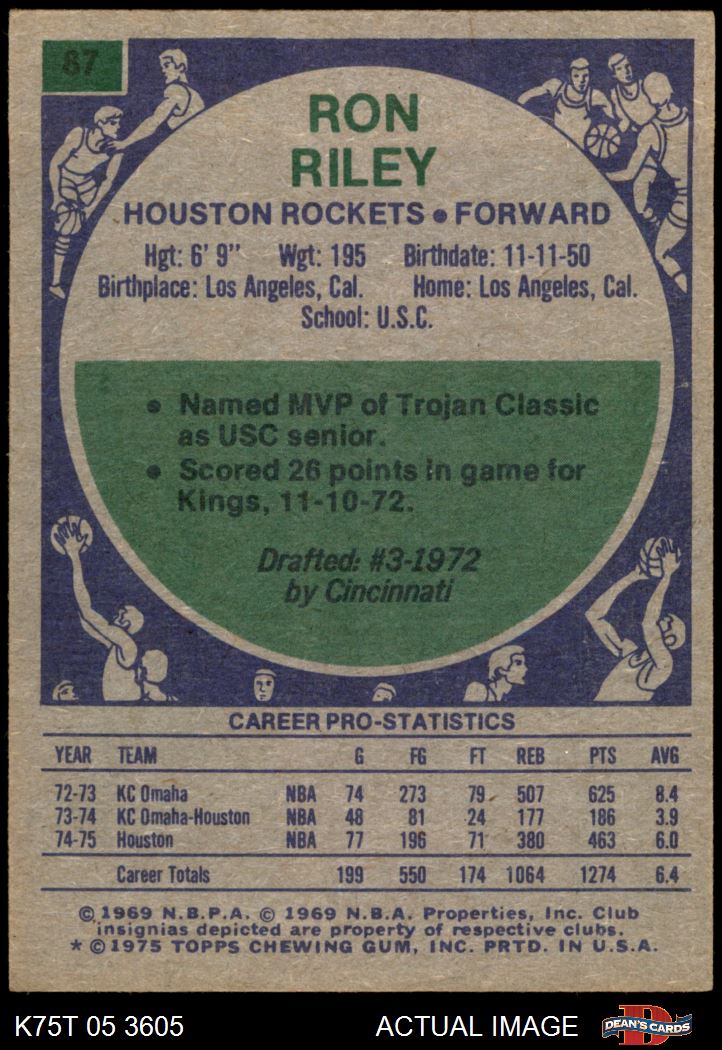 87
RON
RILEY
HOUSTON ROCKETS • FORWARD
Hgt: 6' 9" Wgt: 195 Birthdate: 11-11-50
Birthplace: Los Angeles, Cal. Home: Los Angeles, Cal.
School: U.S.C.
• Named MVP of Trojan Classic
as USC senior.
• Scored 26 points in game for
Kings, 11-10-72.
Drafted: #3-1972
by Cincinnati
CAREER PRO-STATISTICS
YEAR TEAM G FG FT REB PTS AVG
72-73 KC Omaha NBA 74 273 79 507 625 8.4
73-74 KC Omaha-Houston NBA 48 81 24 177 186 3.9
74-75 Houston NBA 77 196 71 380 463 6.0
Career Totals 199 550 174 1064 1274 6.4
© 1969 N.B.P.A. © 1969 N.B.A. Properties, Inc. Club
insignias depicted are property of respective clubs.
* © 1975 TOPPS CHEWING GUM, INC. PRTD. IN U.S.A.
K75T 05 3605 ACTUAL IMAGE D DEAN'S CARDS